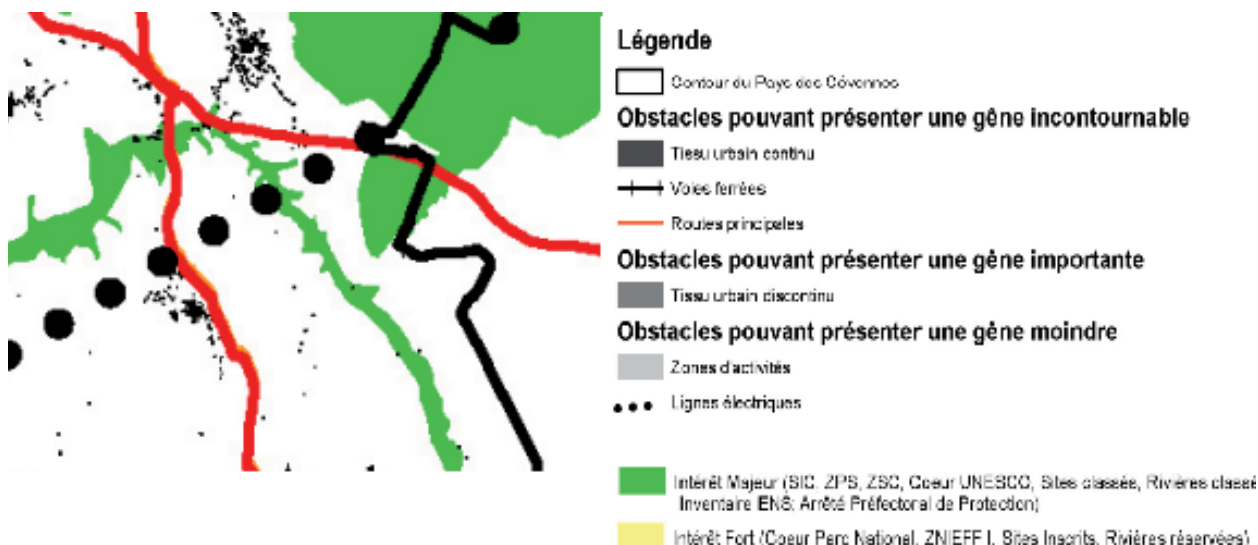 Légende
Contour du Pays des Cévennes
Obstacles pouvant présenter une gêne incontournable
Tissu urbain continu
Voies ferrées
Routes principales
Obstacles pouvant présenter une gêne importante
Tissu urbain discontinu
Obstacles pouvant présenter une gêne moindre
Zones d'activités
Lignes électriques
Intérêt Majeur (SIC, ZPS, ZSC, Coeur UNESCO, Sites classés, Rivières classé
Inventaire ENS; Arrêté Préfectoral de Protection)
Intérêt Fort (Coeur Parc National, ZNIEFF I, Sites Inscrits, Rivières réservées)